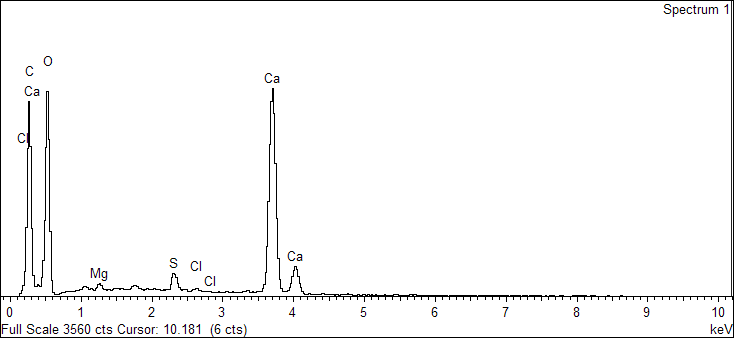 Spectrum 1
C
O
Ca
Cl
Ca
Ca
Mg
S
Cl
Cl
0 1 2 3 4 5 6 7 8 9 10
Full Scale 3560 cts Cursor: 10.181 (6 cts) keV